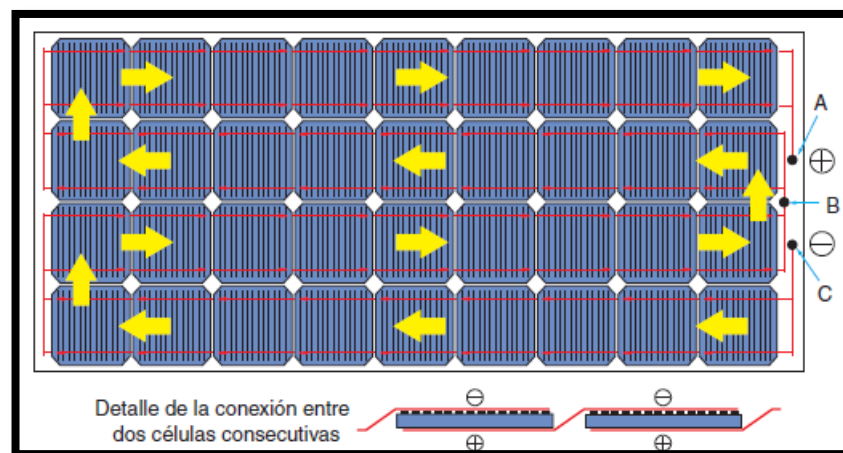 A
⊕
B
⊖
C
Detalle de la conexión entre
dos células consecutivas
⊖ ⊖
⊕ ⊕